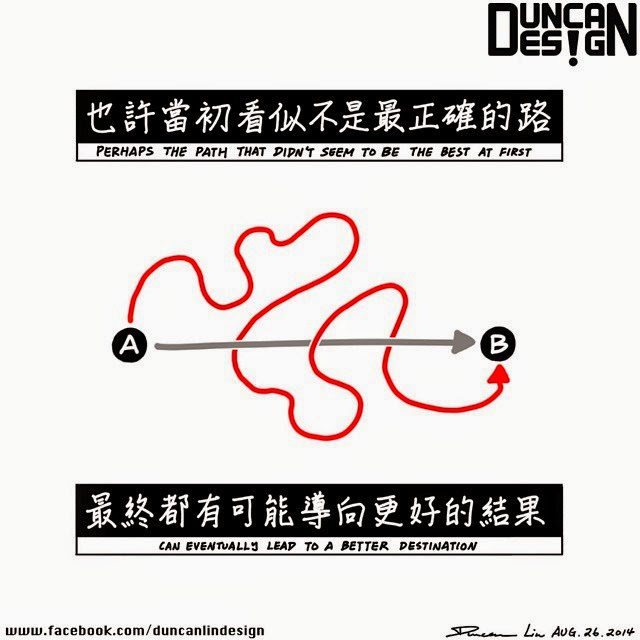 DUNCAN
DESIGN
也許當初看似不是最正確的路
PERHAPS THE PATH THAT DIDN'T SEEM TO BE THE BEST AT FIRST
A
B
最終都有可能導向更好的結果
CAN EVENTUALLY LEAD TO A BETTER DESTINATION
www.facebook.com/duncanlindesign
Duncan Lin AUG.26.2014